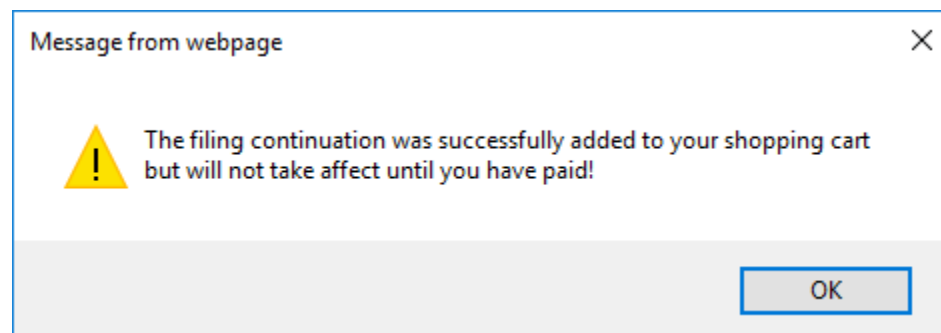 Message from webpage
The filing continuation was successfully added to your shopping cart
but will not take affect until you have paid!
OK